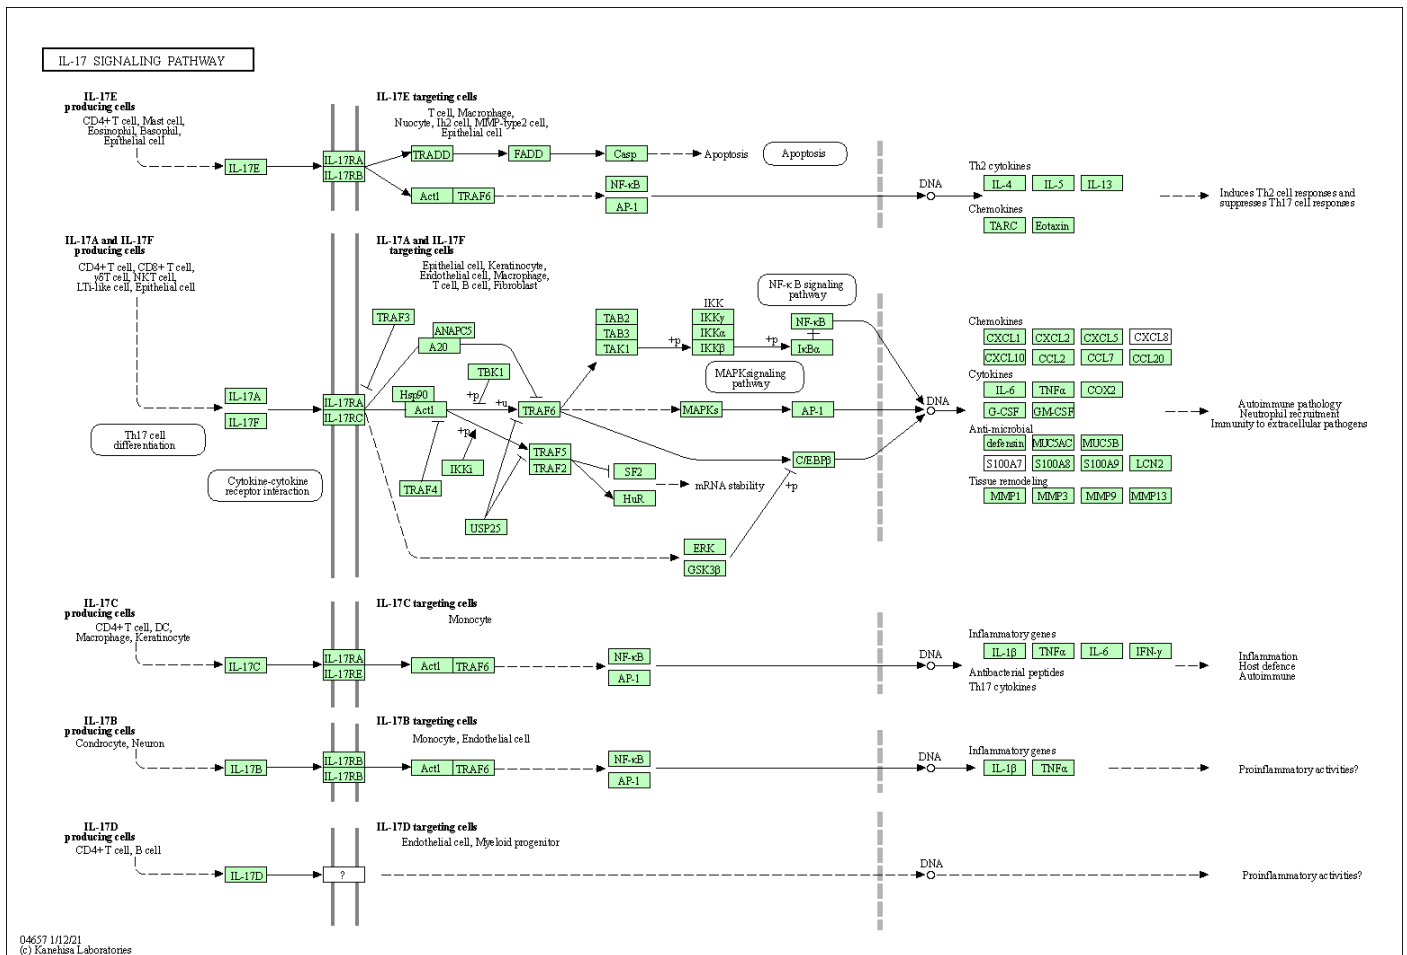 IL-17 SIGNALING PATHWAY
IL-17E
producing cells
CD4+ T cell, Mast cell,
Eosinophil, Basophil,
Epithelial cell
IL-17E
IL-17RA
IL-17RB
IL-17E targeting cells
T cell, Macrophage,
Nuocyte, Ih2 cell, MMP-type2 cell,
Epithelial cell
TRADD
FADD
Casp
Apoptosis
Apoptosis
Act1
TRAF6
NF-κB
AP-1
DNA
Th2 cytokines
IL-4
IL-5
IL-13
Chemokines
TARC
Eotaxin
Induces Th2 cell responses and
suppresses Th17 cell responses
IL-17A and IL-17F
producing cells
CD4+ T cell, CD8+ T cell,
γδT cell, NKT cell,
LTi-like cell, Epithelial cell
IL-17A
IL-17F
Th17 cell
differentiation
Cytokine-cytokine
receptor interaction
IL-17RA
IL-17RC
IL-17A and IL-17F
targeting cells
Epithelial cell, Keratinocyte,
Endothelial cell, Macrophage,
T cell, B cell, Fibroblast
TRAF3
ANAPC5
A20
TBK1
Hsp90
Act1
+p
+u
+p
IKKi
TRAF4
USP25
TRAF6
TRAF5
TRAF2
SF2
HuR
mRNA stability
TAB2
TAB3
TAK1
+p
IKK
IKKγ
IKKα
IKKβ
+p
NF-κB
IκBα
NF-κ B signaling
pathway
MAPK signaling
pathway
MAPKs
AP-1
C/EBPβ
+p
ERK
GSK3β
DNA
Chemokines
CXCL1
CXCL2
CXCL5
CXCL8
CXCL10
CCL2
CCL7
CCL20
Cytokines
IL-6
TNFα
COX2
G-CSF
GM-CSF
Anti-microbial
defensin
MUC5AC
MUC5B
S100A7
S100A8
S100A9
LCN2
Tissue remodeling
MMP1
MMP3
MMP9
MMP13
Autoimmune pathology
Neutrophil recruitment
Immunity to extracellular pathogens
IL-17C
producing cells
CD4+ T cell, DC,
Macrophage, Keratinocyte
IL-17C
IL-17RA
IL-17RE
IL-17C targeting cells
Monocyte
Act1
TRAF6
NF-κB
AP-1
DNA
Inflammatory genes
IL-1β
TNFα
IL-6
IFN-γ
Antibacterial peptides
Th17 cytokines
Inflammation
Host defence
Autoimmune
IL-17B
producing cells
Condrocyte, Neuron
IL-17B
IL-17RB
IL-17RB
IL-17B targeting cells
Monocyte, Endothelial cell
Act1
TRAF6
NF-κB
AP-1
DNA
Inflammatory genes
IL-1β
TNFα
Proinflammatory activities?
IL-17D
producing cells
CD4+ T cell, B cell
IL-17D
?
IL-17D targeting cells
Endothelial cell, Myeloid progenitor
DNA
Proinflammatory activities?
04657 1/12/21
(c) Kanehisa Laboratories